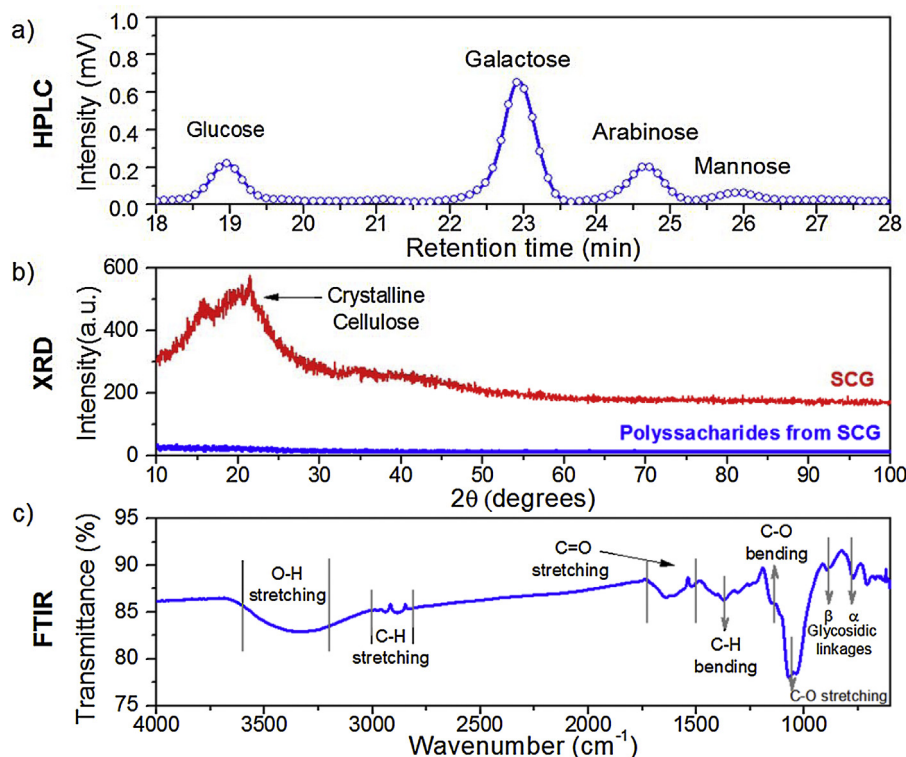 a)
HPLC
Intensity (mV)
1.0
0.8
0.6
0.4
0.2
0.0
Glucose
Galactose
Arabinose
Mannose
18 19 20 21 22 23 24 25 26 27 28
Retention time (min)
b)
XRD
Intensity(a.u.)
600
400
200
0
Crystalline
Cellulose
SCG
Polyssacharides from SCG
10 20 30 40 50 60 70 80 90 100
2θ (degrees)
c)
FTIR
Transmittance (%)
95
90
85
80
75
O-H
stretching
C-H
stretching
C=O
stretching
C-H
bending
C-O
bending
β α
Glycosidic
linkages
C-O stretching
4000 3500 3000 2500 2000 1500 1000
Wavenumber (cm-1)